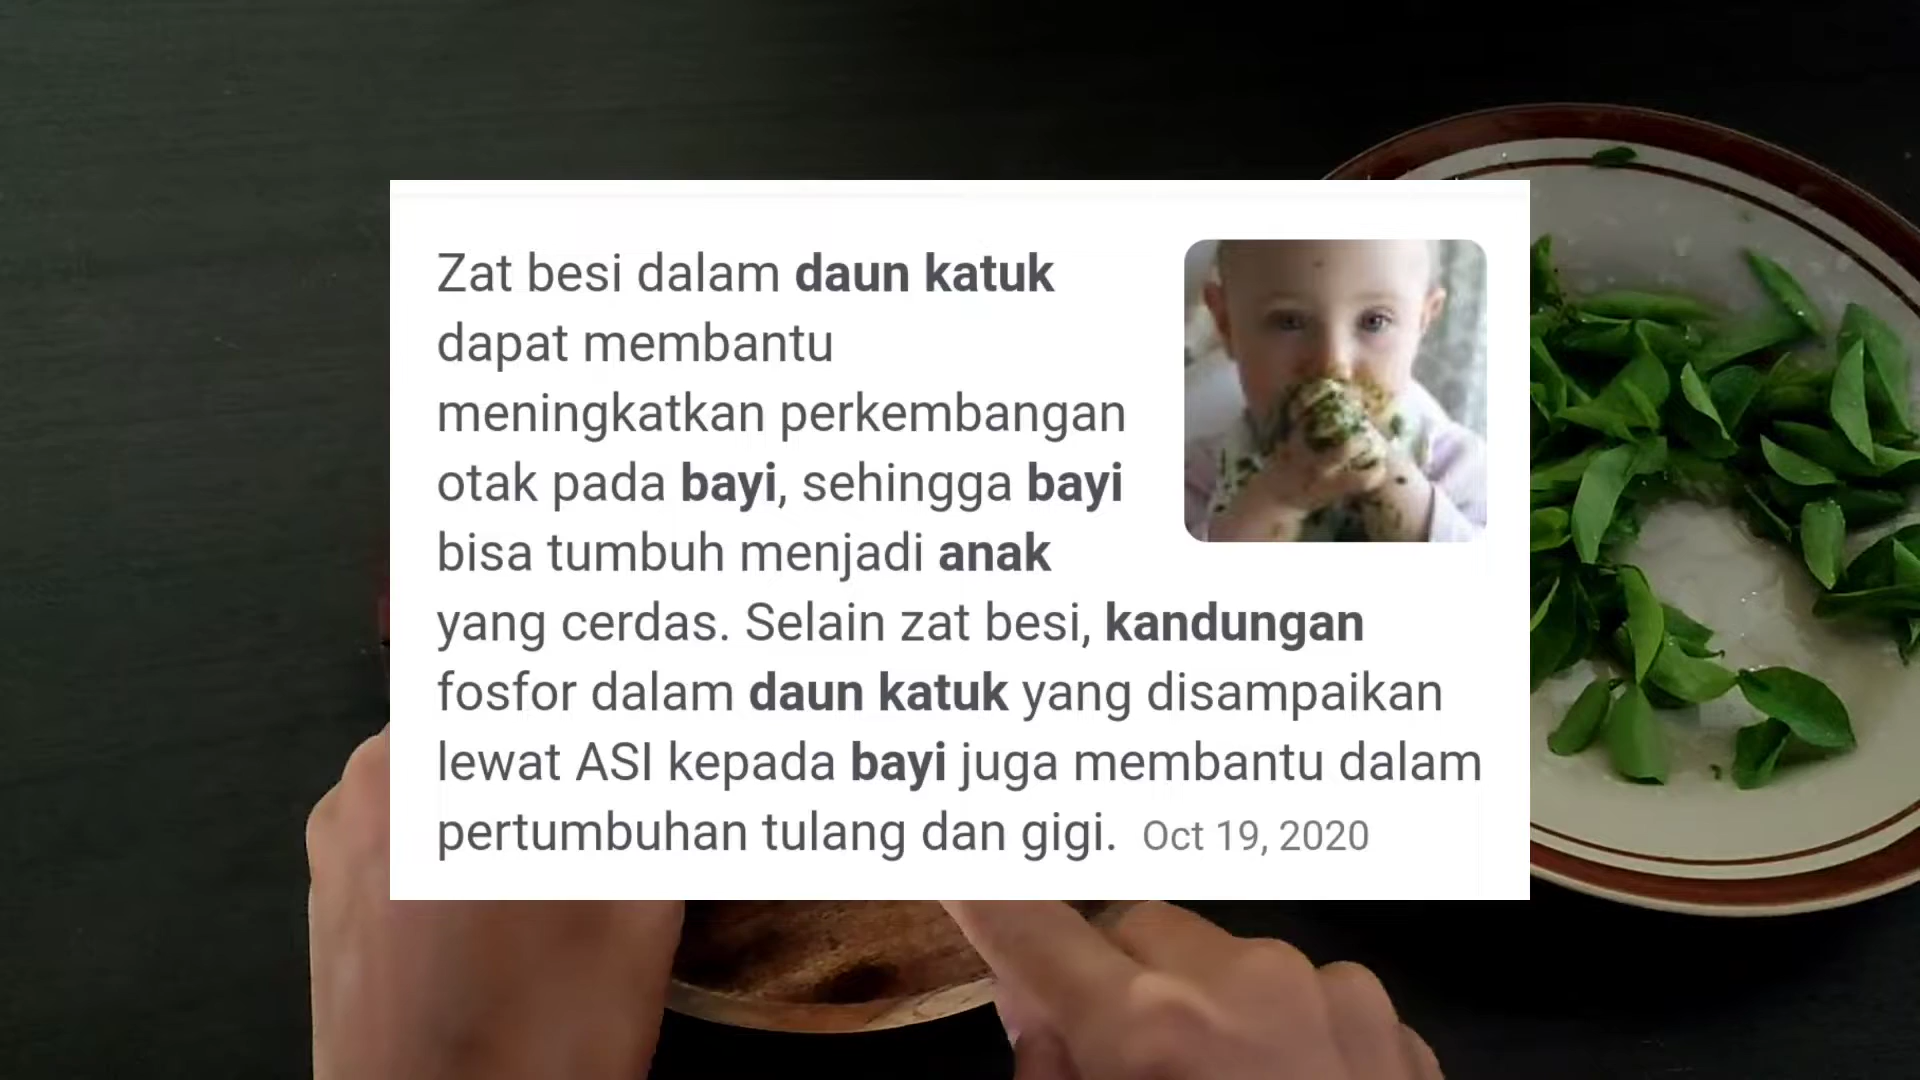 Zat besi dalam daun katuk
dapat membantu
meningkatkan perkembangan
otak pada bayi, sehingga bayi
bisa tumbuh menjadi anak
yang cerdas. Selain zat besi, kandungan
fosfor dalam daun katuk yang disampaikan
lewat ASI kepada bayi juga membantu dalam
pertumbuhan tulang dan gigi. Oct 19, 2020